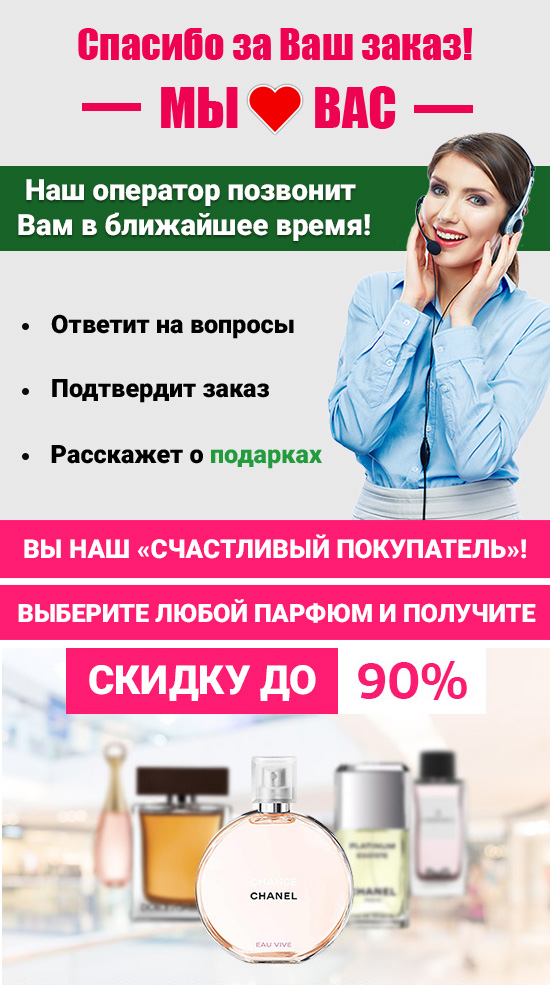 Спасибо за Ваш заказ!
МЫ ВАС
Наш оператор позвонит
Вам в ближайшее время!
Ответит на вопросы
Подтвердит заказ
Расскажет о подарках
ВЫ НАШ «СЧАСТЛИВЫЙ ПОКУПАТЕЛЬ»!
ВЫБЕРИТЕ ЛЮБОЙ ПАРФЮМ И ПОЛУЧИТЕ
СКИДКУ ДО 90%
PLATINUM
CHANCE
CHANEL
CHANEL
EAU VIVE